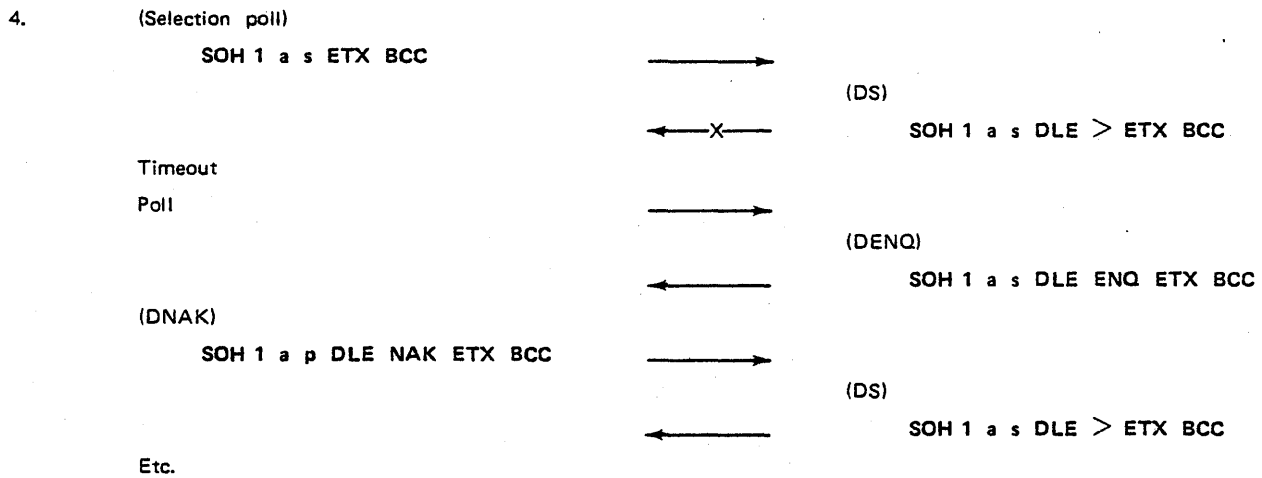 4. (Selection poll)
SOH 1 a s ETX BCC
(DS)
X SOH 1 a s DLE > ETX BCC
Timeout
Poll
(DENQ)
SOH 1 a s DLE ENQ ETX BCC
(DNAK)
SOH 1 a p DLE NAK ETX BCC
(DS)
SOH 1 a s DLE > ETX BCC
Etc.